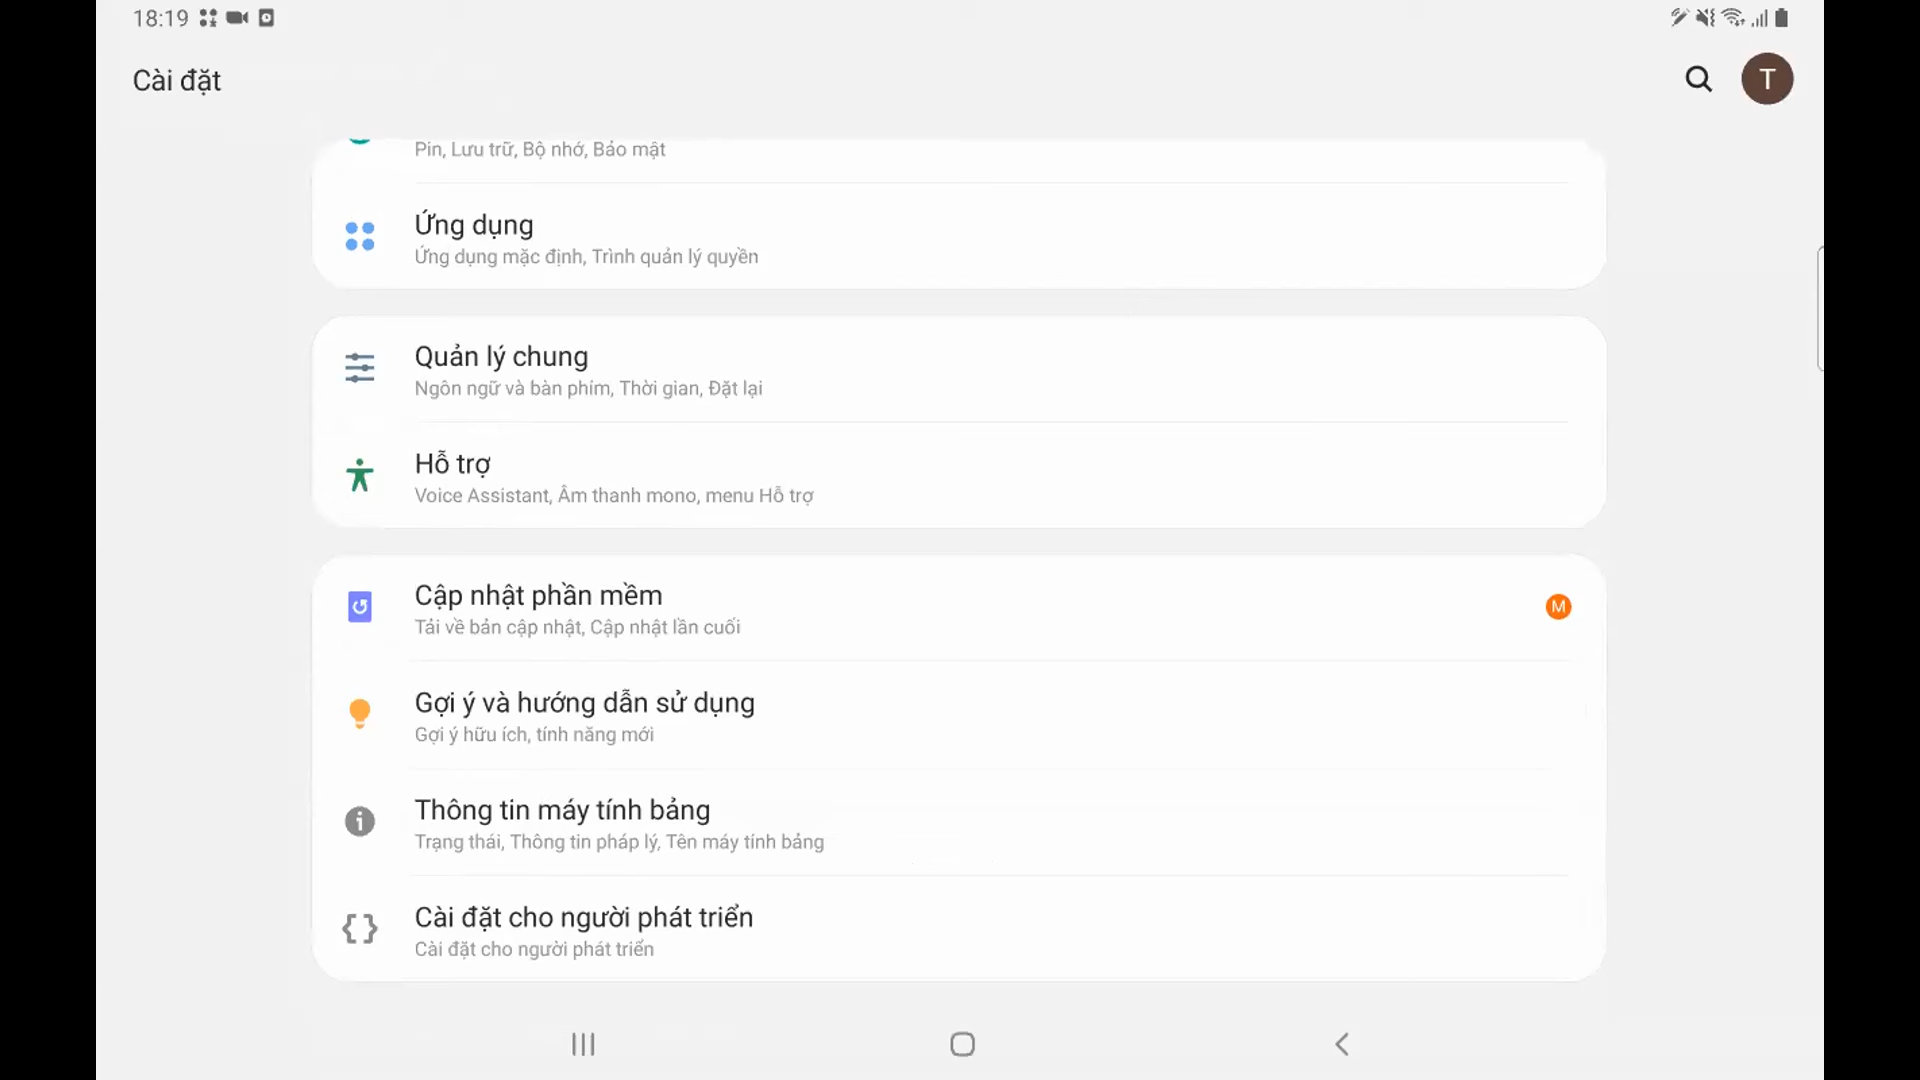 18:19
Cài đặt
T
Pin, Lưu trữ, Bộ nhớ, Bảo mật
Ứng dụng
Ứng dụng mặc định, Trình quản lý quyền
Quản lý chung
Ngôn ngữ và bàn phím, Thời gian, Đặt lại
Hỗ trợ
Voice Assistant, Âm thanh mono, menu Hỗ trợ
Cập nhật phần mềm
M
Tải về bản cập nhật, Cập nhật lần cuối
Gợi ý và hướng dẫn sử dụng
Gợi ý hữu ích, tính năng mới
Thông tin máy tính bảng
Trạng thái, Thông tin pháp lý, Tên máy tính bảng
Cài đặt cho người phát triển
Cài đặt cho người phát triển